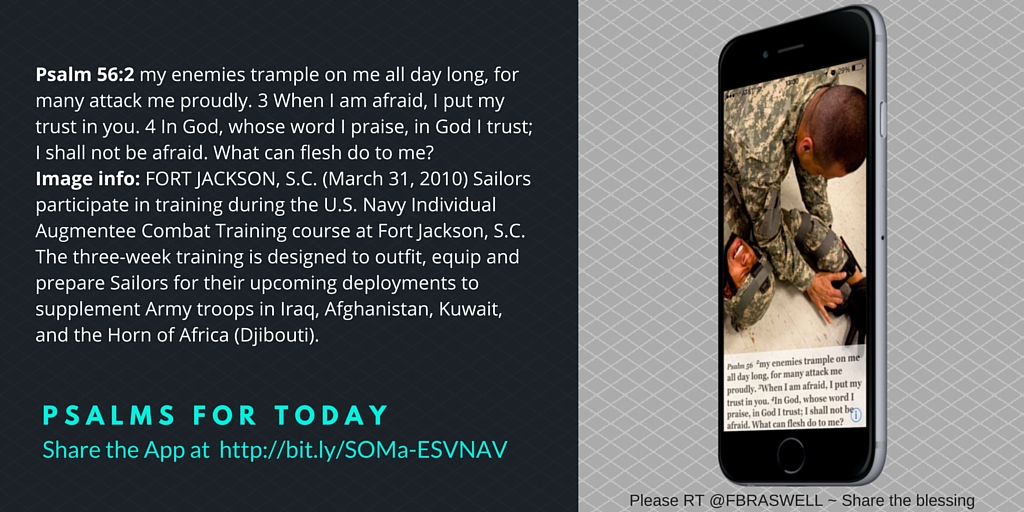 Psalm 56:2 my enemies trample on me all day long, for
many attack me proudly. 3 When I am afraid, I put my
trust in you. 4 In God, whose word I praise, in God I trust;
I shall not be afraid. What can flesh do to me?
Image info: FORT JACKSON, S.C. (March 31, 2010) Sailors
participate in training during the U.S. Navy Individual
Augmentee Combat Training course at Fort Jackson, S.C.
The three-week training is designed to outfit, equip and
prepare Sailors for their upcoming deployments to
supplement Army troops in Iraq, Afghanistan, Kuwait,
and the Horn of Africa (Djibouti).
PSALMS FOR TODAY
Share the App at http://bit.ly/SOMa-ESVNAV
29%
Psalm 56 ²my enemies trample on me
all day long, for many attack me
proudly. ³When I am afraid, I put my
trust in you. ⁴In God, whose word I
praise, in God I trust; I shall not be
afraid. What can flesh do to me?
Please RT @FBRASWELL ~ Share the blessing